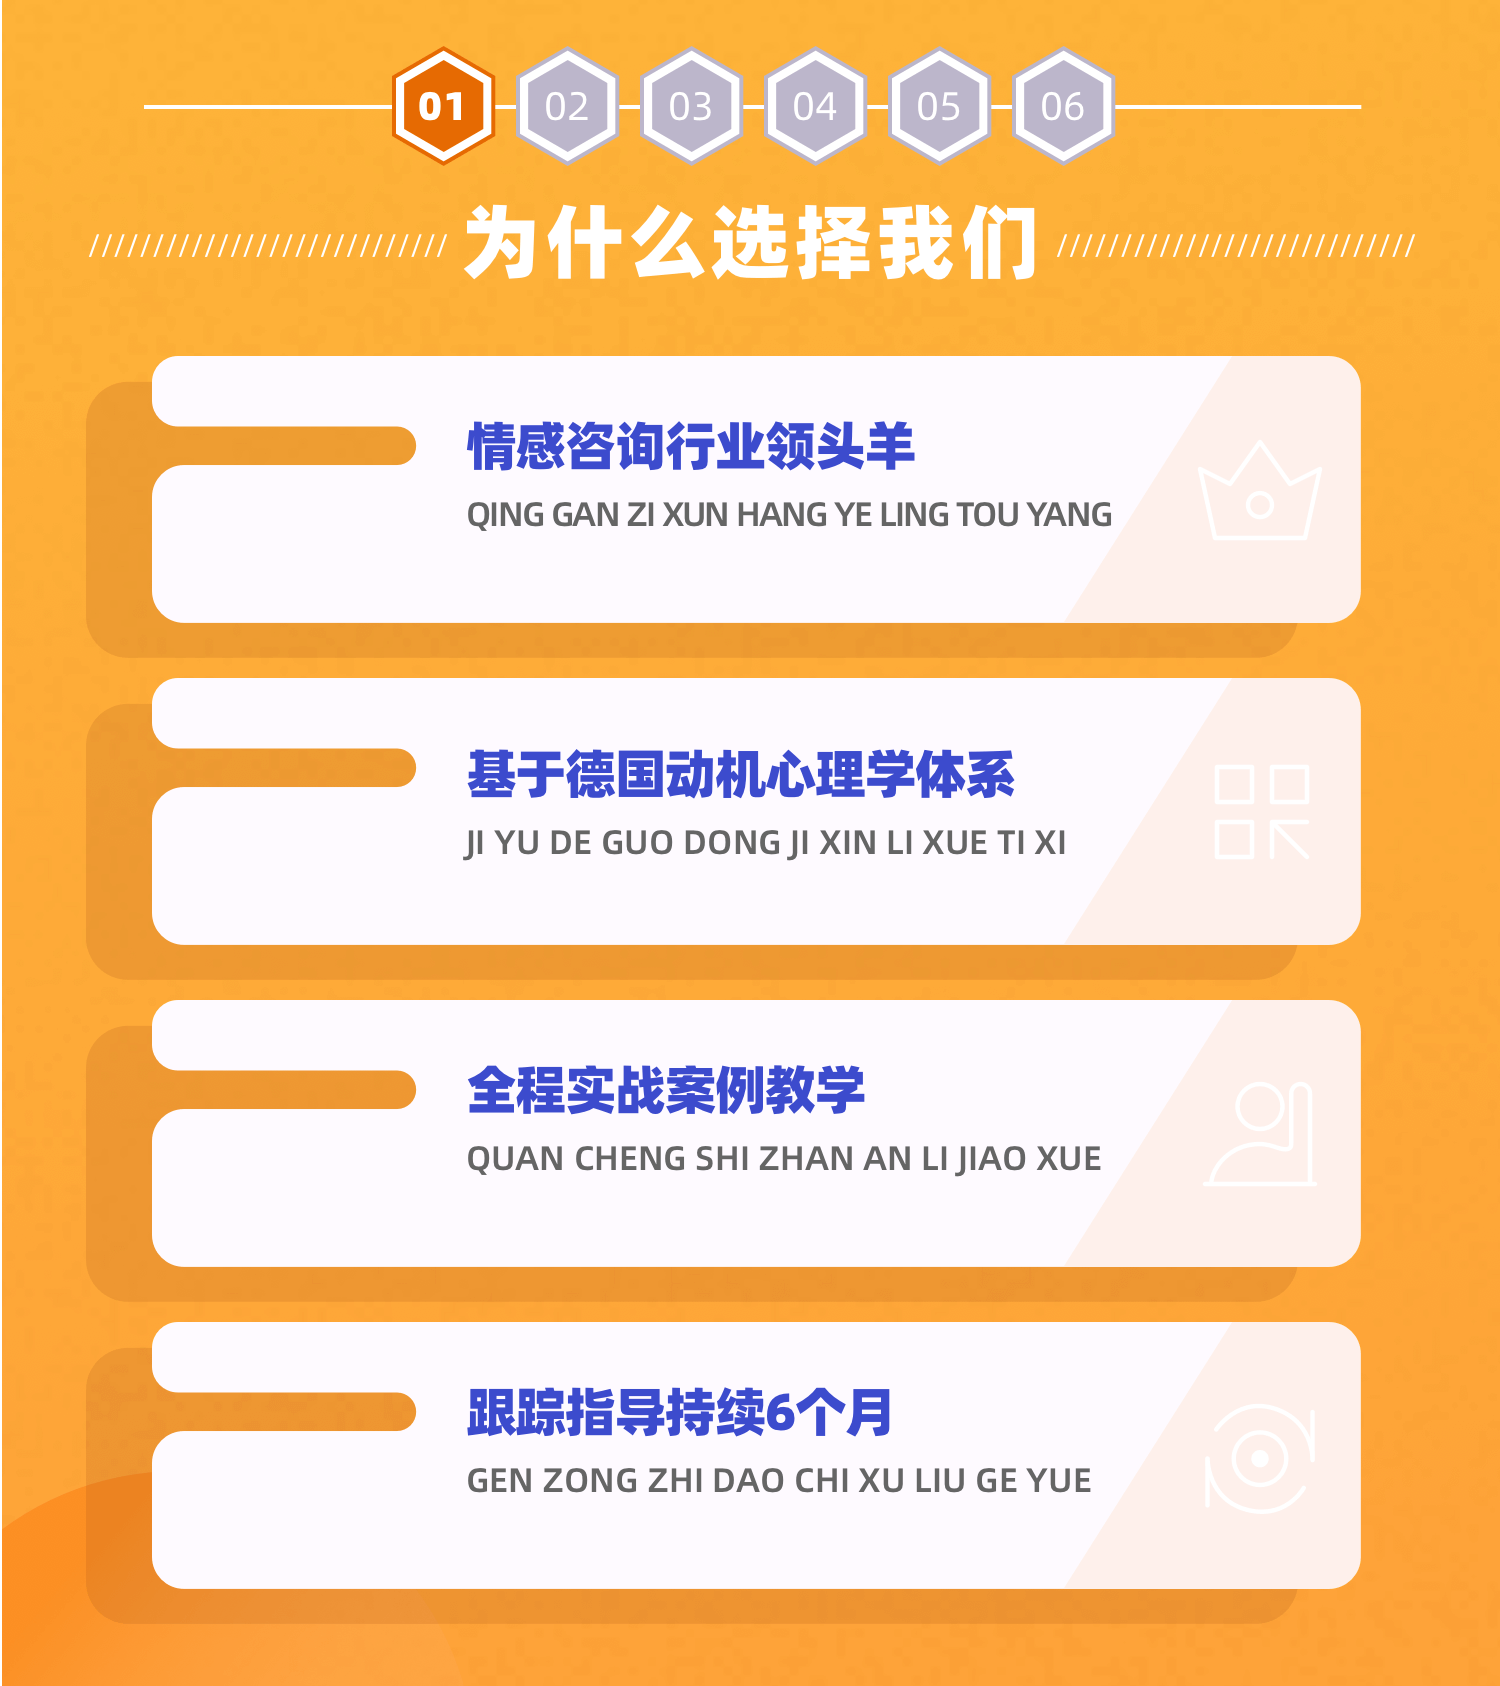 01 02 03 04 05 06
为什么选择我们
情感咨询行业领头羊
QING GAN ZI XUN HANG YE LING TOU YANG
基于德国动机心理学体系
JI YU DE GUO DONG JI XIN LI XUE TI XI
全程实战案例教学
QUAN CHENG SHI ZHAN AN LI JIAO XUE
跟踪指导持续6个月
GEN ZONG ZHI DAO CHI XU LIU GE YUE